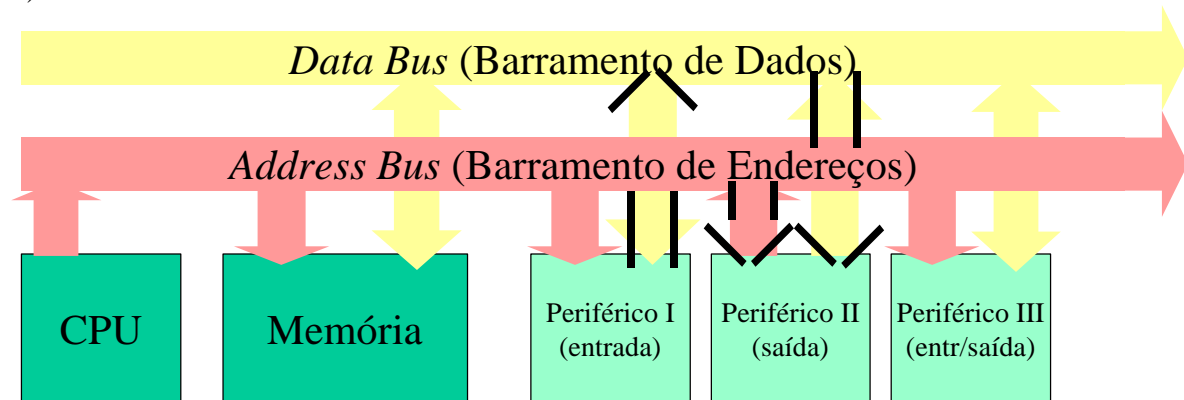 Data Bus (Barramento de Dados)
Address Bus (Barramento de Endereços)
CPU
Memória
Periférico I
(entrada)
Periférico II
(saída)
Periférico III
(entr/saída)